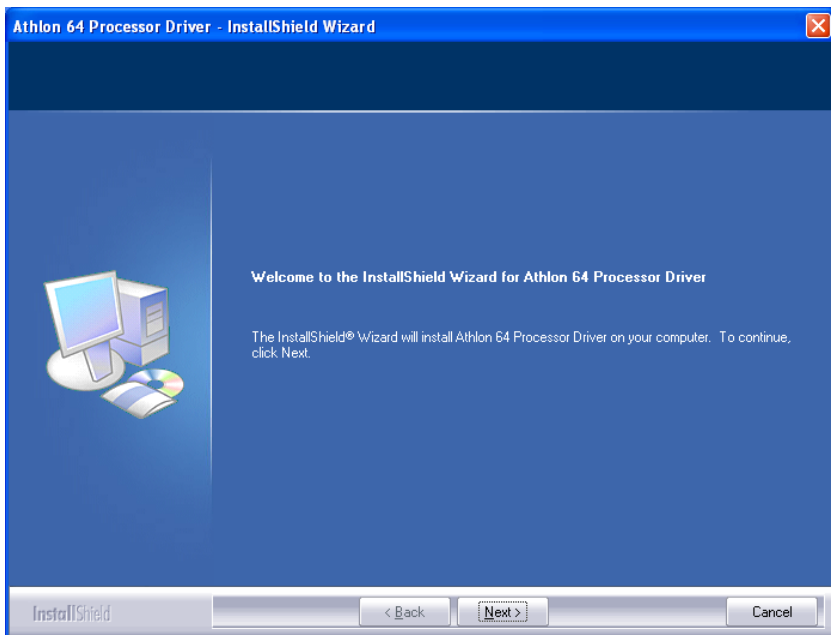 Athlon 64 Processor Driver - InstallShield Wizard
Welcome to the InstallShield Wizard for Athlon 64 Processor Driver
The InstallShield® Wizard will install Athlon 64 Processor Driver on your computer. To continue,
click Next.
InstallShield
< Back
Next >
Cancel